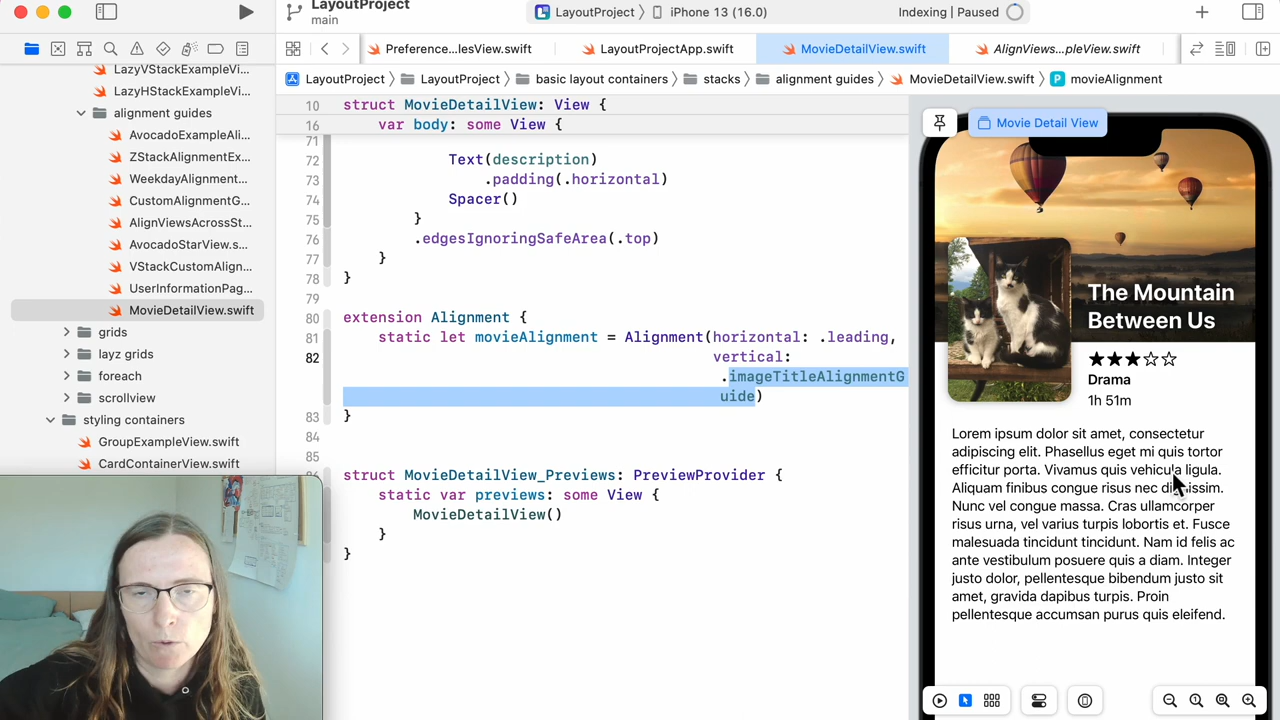 LayoutProject
main
LayoutProject
iPhone 13 (16.0)
Indexing | Paused
Preference...lesView.swift
LayoutProjectApp.swift
MovieDetailView.swift
AlignViews...pleView.swift
LayoutProject
LayoutProject
basic layout containers
stacks
alignment guides
MovieDetailView.swift
P
movieAlignment
LazyVStackExampleVi...
LazyHStackExampleVi...
alignment guides
AvocadoExampleAli...
ZStackAlignmentEx...
WeekdayAlignment...
CustomAlignmentG...
AlignViewsAcrossSt...
AvocadoStarView.s...
VStackCustomAlign...
UserInformationPag...
MovieDetailView.swift
grids
layz grids
foreach
scrollview
styling containers
GroupExampleView.swift
CardContainerView.swift
10 struct MovieDetailView: View {
16 var body: some View {
71
72 Text(description)
73 .padding(.horizontal)
74 Spacer()
75 }
76 .edgesIgnoringSafeArea(.top)
77 }
78 }
79
80 extension Alignment {
81 static let movieAlignment = Alignment(horizontal: .leading,
82 vertical:
.imageTitleAlignmentG
uide)
83 }
84
85
struct MovieDetailView_Previews: PreviewProvider {
static var previews: some View {
MovieDetailView()
}
}
Movie Detail View
The Mountain
Between Us
Drama
1h 51m
Lorem ipsum dolor sit amet, consectetur
adipiscing elit. Phasellus eget mi quis tortor
efficitur porta. Vivamus quis vehicula ligula.
Aliquam finibus congue risus nec dignissim.
Nunc vel congue massa. Cras ullamcorper
risus urna, vel varius turpis lobortis et. Fusce
malesuada tincidunt tincidunt. Nam id felis ac
ante vestibulum posuere quis a diam. Integer
justo dolor, pellentesque bibendum justo sit
amet, gravida dapibus turpis. Proin
pellentesque accumsan purus quis eleifend.